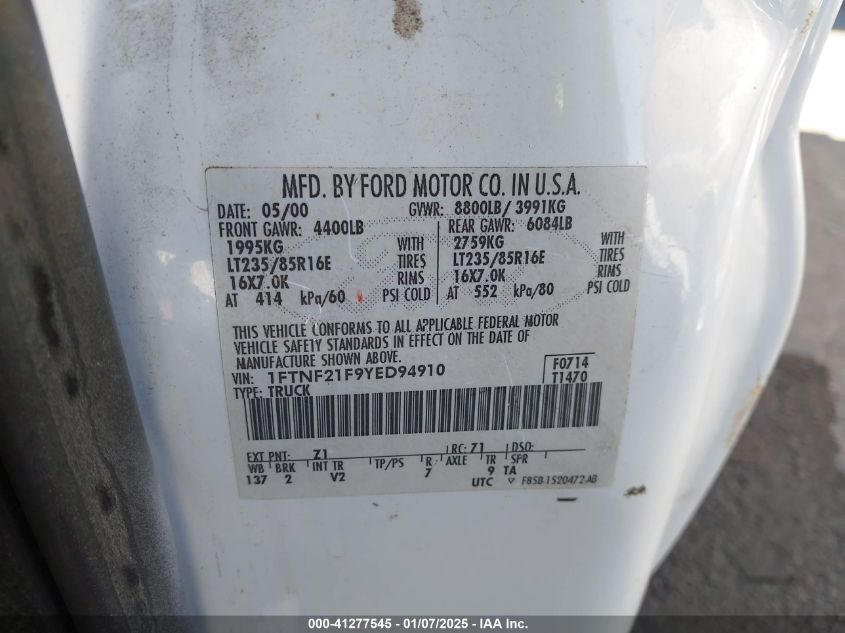 MFD. BY FORD MOTOR CO. IN U.S.A.
DATE: 05/00 GVWR: 8800LB/ 3991KG
FRONT GAWR: 4400LB REAR GAWR: 6084LB
1995KG WITH 2759KG WITH
LT235/85R16E TIRES LT235/85R16E TIRES
16X7.0K RIMS 16X7.0K RIMS
AT 414 kPa/60 PSI COLD AT 552 kPa/80 PSI COLD
THIS VEHICLE CONFORMS TO ALL APPLICABLE FEDERAL MOTOR
VEHICLE SAFETY STANDARDS IN EFFECT ON THE DATE OF
MANUFACTURE SHOWN ABOVE.
VIN: 1FTNF21F9YED94910 F0714
TYPE: TRUCK T1470
EXT PNT: Z1 RC: 71 DSO:
WB BRK INT TR TP/PS R AXLE TR SPR
137 2 V2 7 9 TA
UTC ▽ F85B-1520472-AB
000-41277545 - 01/07/2025 - IAA Inc.